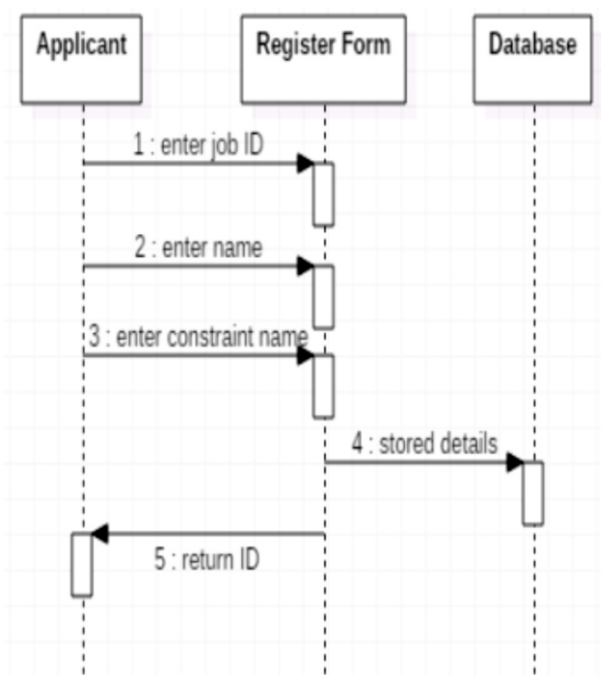 Applicant
Register Form
Database
1 : enter job ID
2 : enter name
3 : enter constraint name
4 : stored details
5 : return ID